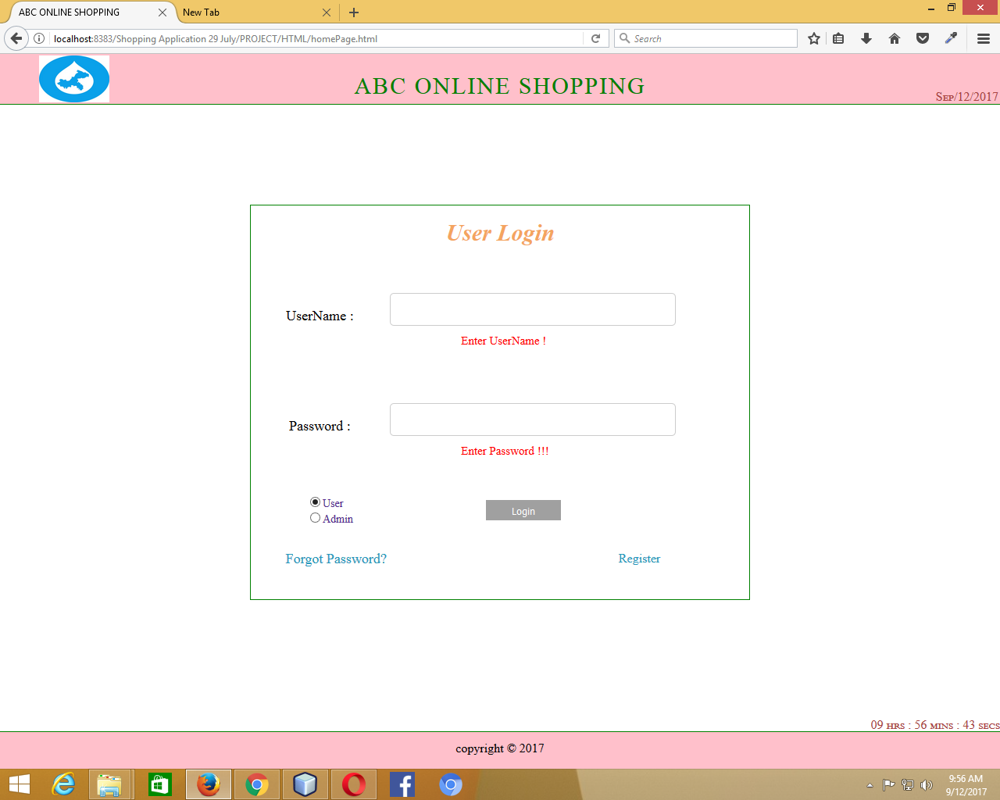 ABC ONLINE SHOPPING
New Tab
localhost:8383/Shopping Application 29 July/PROJECT/HTML/homePage.html
Search
ABC ONLINE SHOPPING
Sep/12/2017
User Login
UserName :
Enter UserName !
Password :
Enter Password !!!
User
Login
Admin
Forgot Password?
Register
09 hrs : 56 mins : 43 secs
copyright © 2017
9:56 AM
9/12/2017